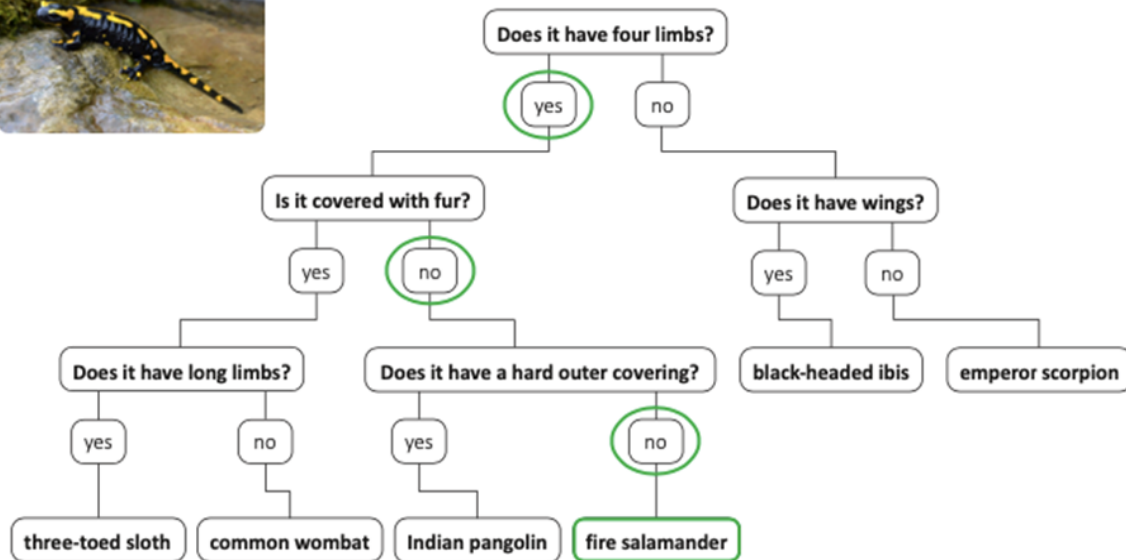 Does it have four limbs?
yes
no
Is it covered with fur?
Does it have wings?
yes
no
yes
no
Does it have long limbs?
Does it have a hard outer covering?
black-headed ibis
emperor scorpion
yes
no
yes
no
three-toed sloth
common wombat
Indian pangolin
fire salamander